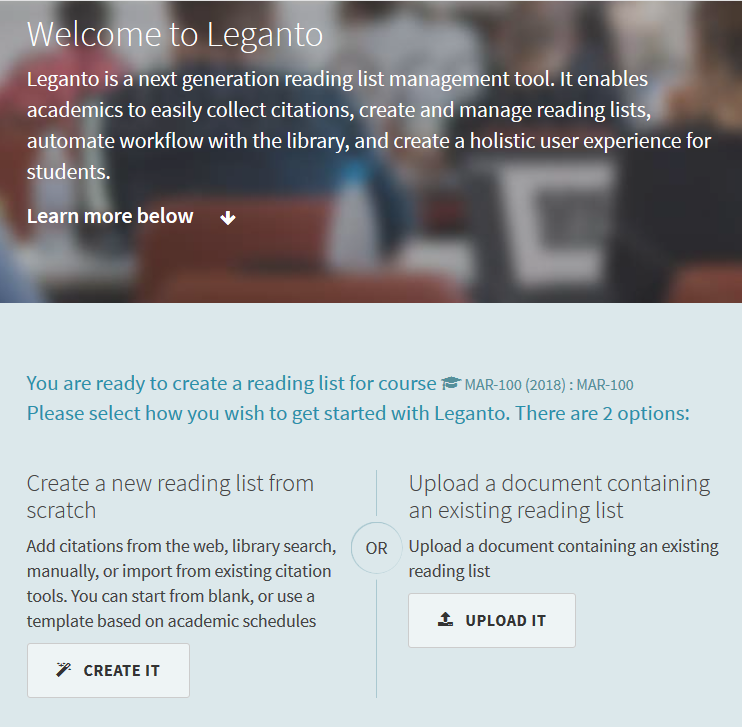 Welcome to Leganto
Leganto is a next generation reading list management tool. It enables
academics to easily collect citations, create and manage reading lists,
automate workflow with the library, and create a holistic user experience for
students.
Learn more below
You are ready to create a reading list for course MAR-100 (2018) : MAR-100
Please select how you wish to get started with Leganto. There are 2 options:
Create a new reading list from
scratch
Add citations from the web, library search,
manually, or import from existing citation
tools. You can start from blank, or use a
template based on academic schedules
CREATE IT
OR
Upload a document containing
an existing reading list
Upload a document containing an existing
reading list
UPLOAD IT